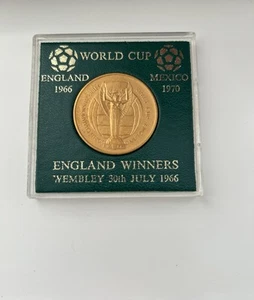 WORLD CUP
ENGLAND MEXICO
1966 1970
ENGLAND WINNERS
WEMBLEY 30th JULY 1966